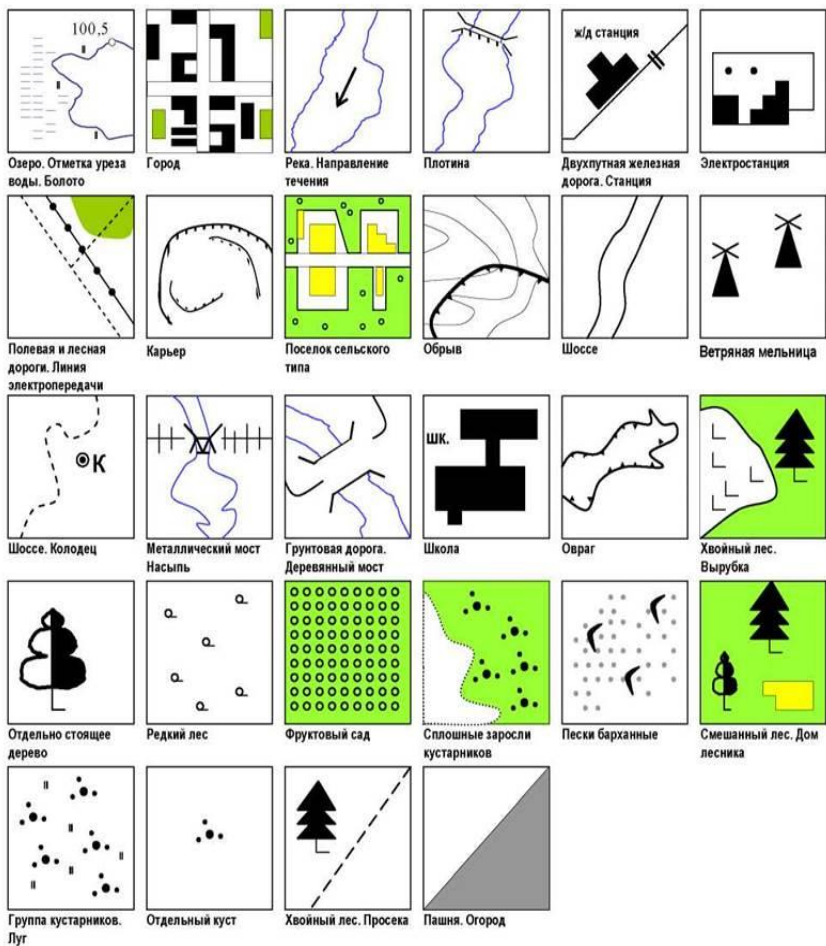 100,5
Озеро. Отметка уреза
воды. Болото
Город
Река. Направление
течения
Плотина
ж/д станция
Двухпутная железная
дорога. Станция
Электростанция
Полевая и лесная
дороги. Линия
электропередачи
Карьер
Поселок сельского
типа
Обрыв
Шоссе
Ветряная мельница
К
Шоссе. Колодец
Металлический мост
Насыпь
Грунтовая дорога.
Деревянный мост
шк.
Школа
Овраг
Хвойный лес.
Вырубка
Отдельно стоящее
дерево
Редкий лес
Фруктовый сад
Сплошные заросли
кустарников
Пески барханные
Смешанный лес. Дом
лесника
Группа кустарников.
Луг
Отдельный куст
Хвойный лес. Просека
Пашня. Огород